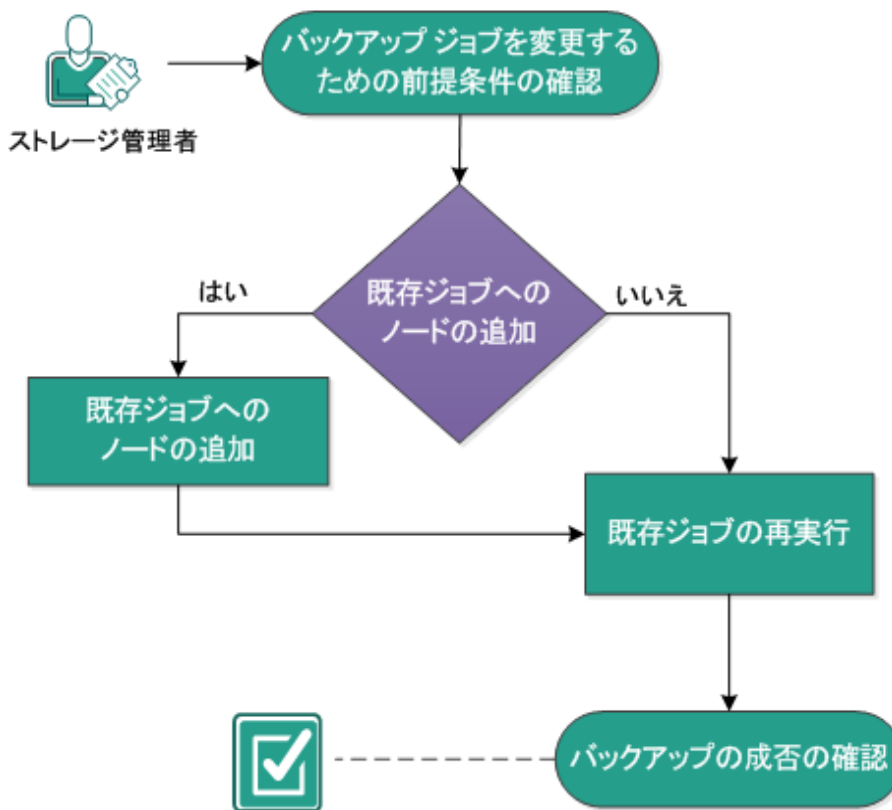 バックアップ ジョブを変更する
ための前提条件の確認
ストレージ管理者
既存ジョブへの
ノードの追加
はい
いいえ
既存ジョブへの
ノードの追加
既存ジョブの再実行
バックアップの成否の確認